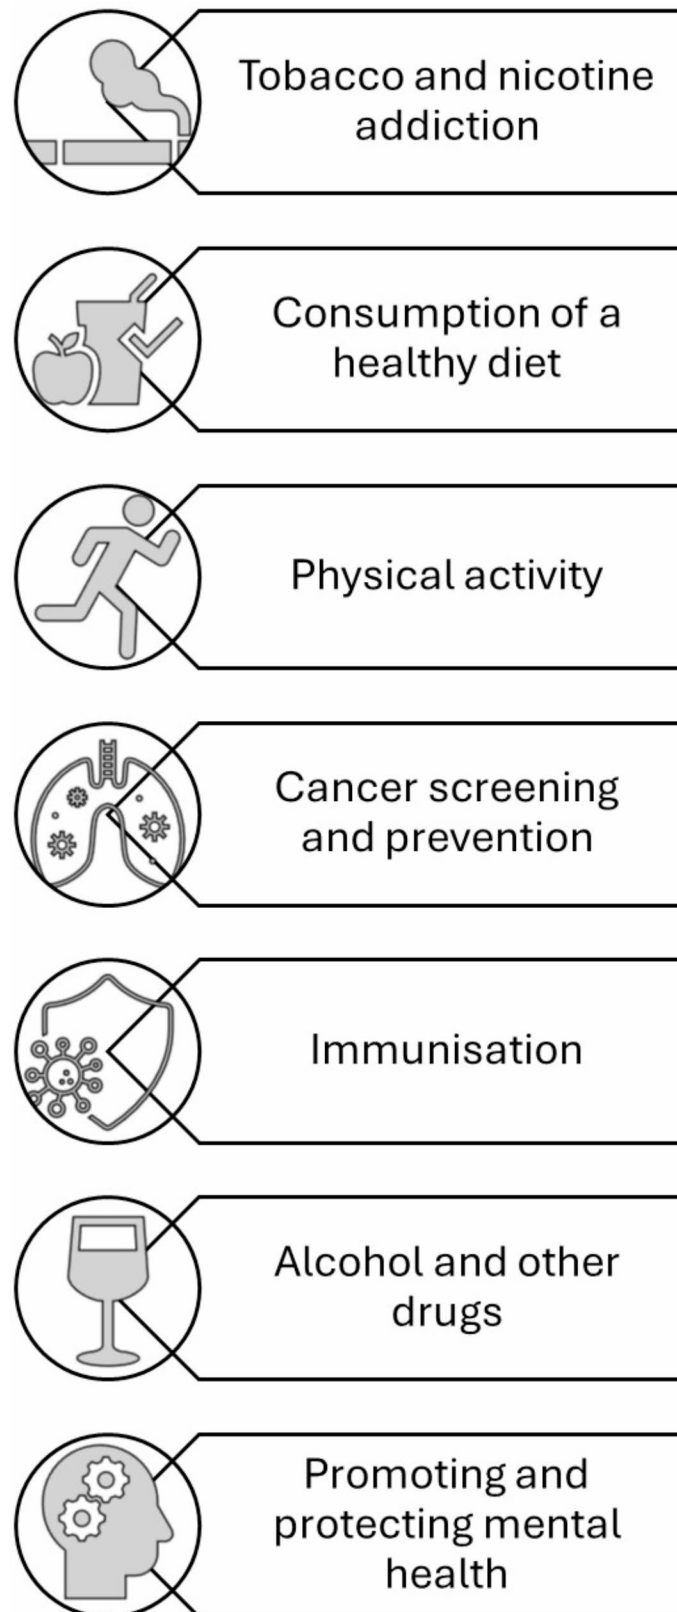 Tobacco and nicotine
addiction
Consumption of a
healthy diet
Physical activity
Cancer screening
and prevention
Immunisation
Alcohol and other
drugs
Promoting and
protecting mental
health